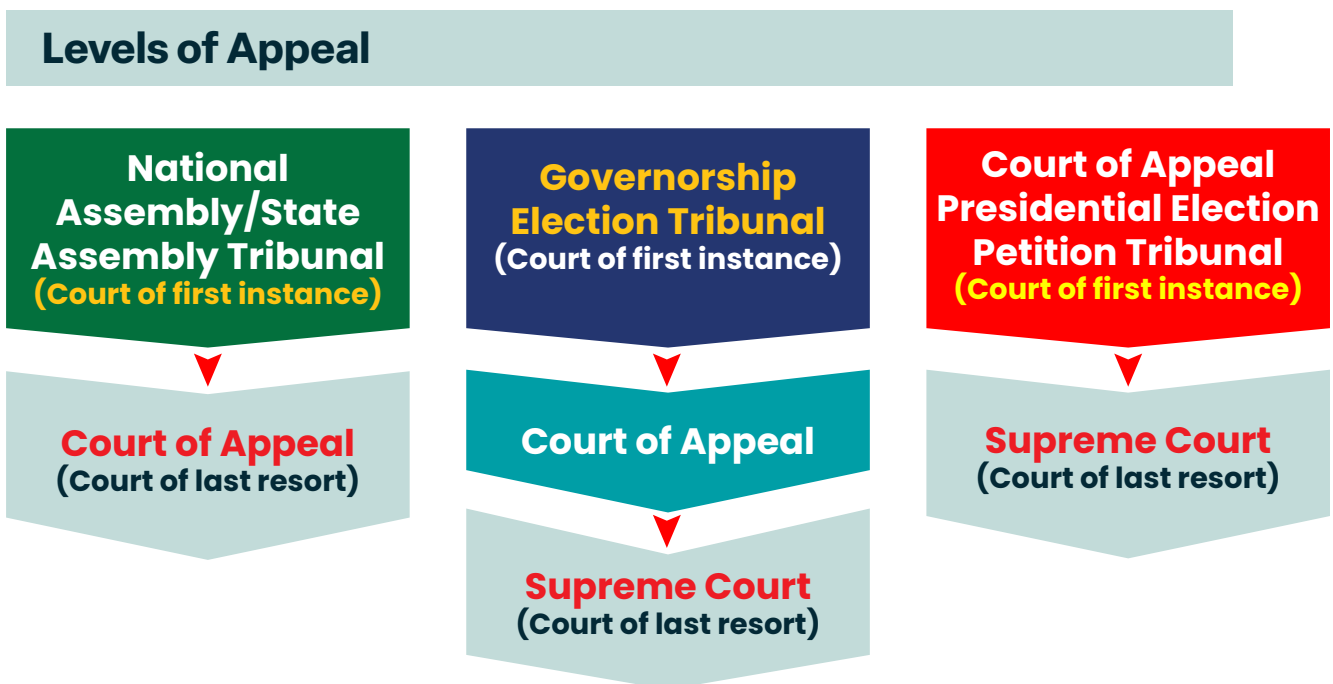 Levels of Appeal
National
Assembly/State
Assembly Tribunal
(Court of first instance)
Court of Appeal
(Court of last resort)
Governorship
Election Tribunal
(Court of first instance)
Court of Appeal
Supreme Court
(Court of last resort)
Court of Appeal
Presidential Election
Petition Tribunal
(Court of first instance)
Supreme Court
(Court of last resort)